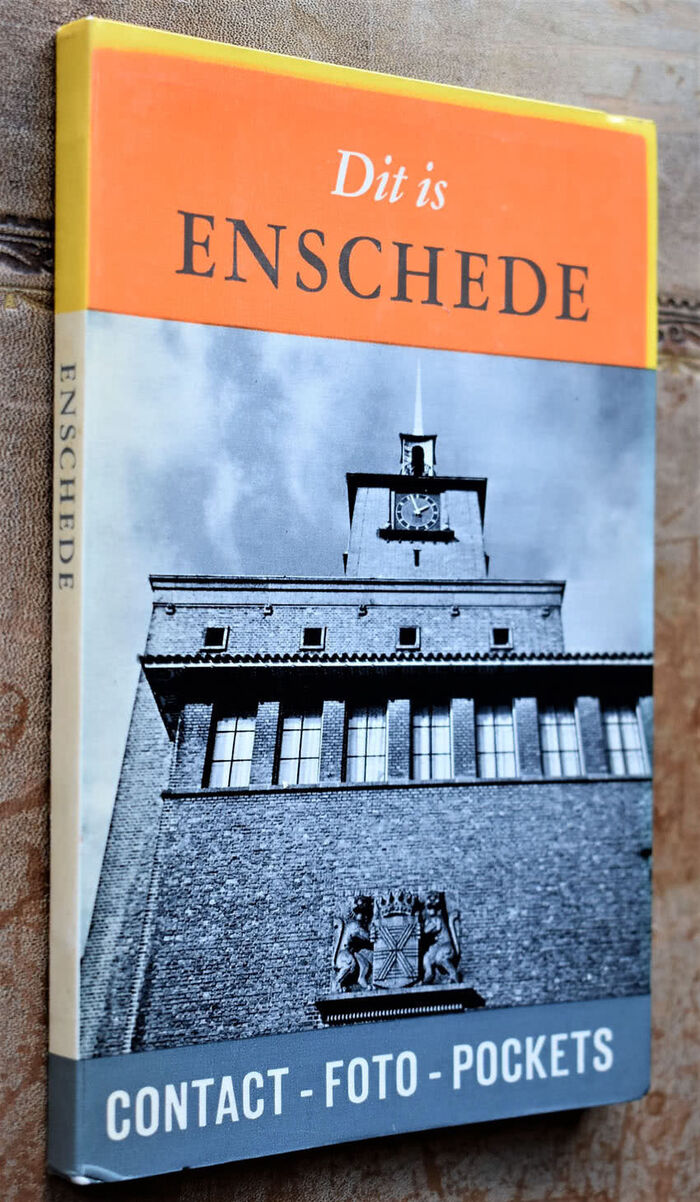 Dit is
ENSCHEDE
ENSCHEDE
CONTACT - FOTO - POCKETS